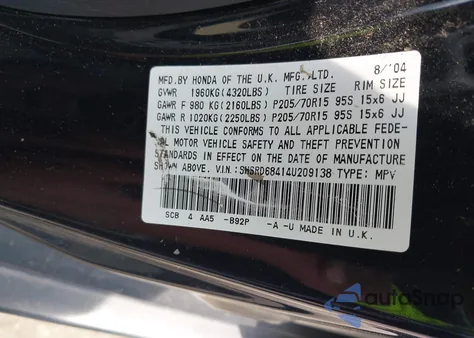 MFD.BY HONDA OF THE U.K. MFG.,LTD. 8/'04
GVWR 1960KG(4320LBS) TIRE SIZE RIM SIZE
GAWR F 980 KG(2160LBS) P205/70R15 95S 15x6 JJ
GAWR R 1020KG(2250LBS) P205/70R15 95S 15x6 JJ
THIS VEHICLE CONFORMS TO ALL APPLICABLE FEDE-
RAL MOTOR VEHICLE SAFETY AND THEFT PREVENTION
STANDARDS IN EFFECT ON THE DATE OF MANUFACTURE
SHOWN ABOVE. V.I.N.:SHSRD68414U209138 TYPE: MPV
SCB 4 AA5 -B92P -A -U MADE IN U.K.
autoSnap